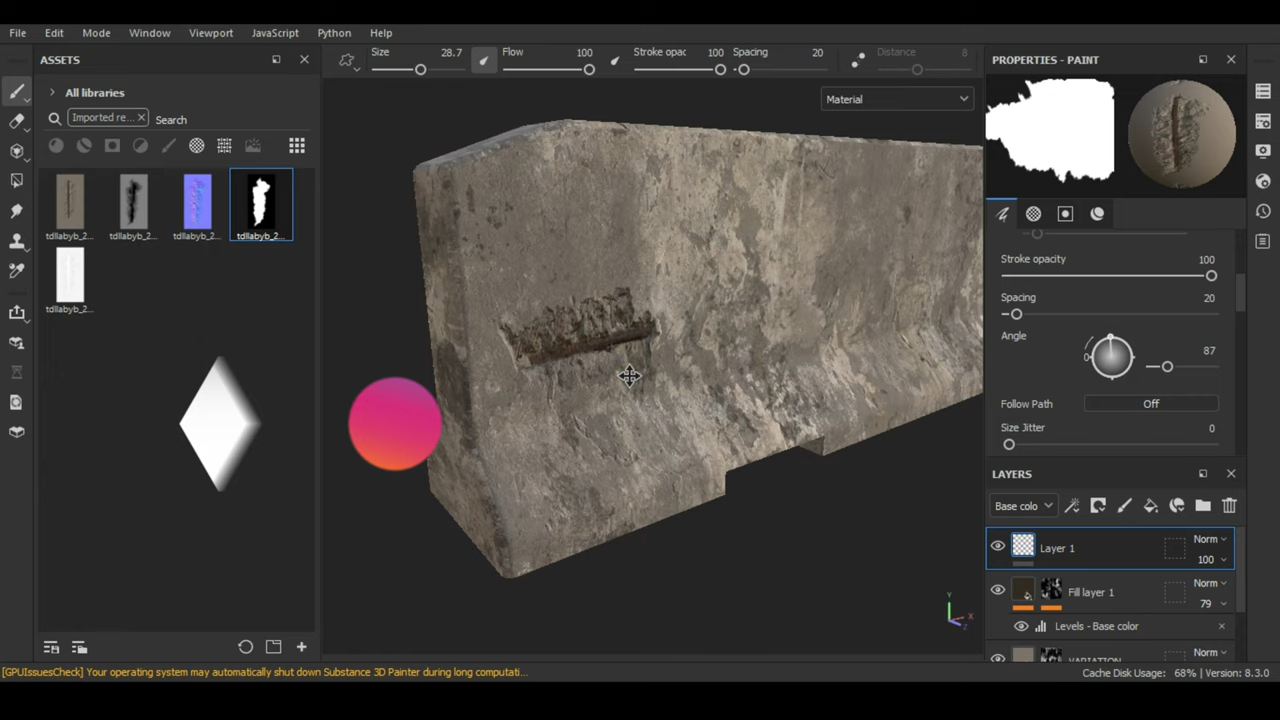 File Edit Mode Window Viewport JavaScript Python Help
ASSETS
All libraries
Imported re... Search
tdllabyb_2... tdllabyb_2... tdllabyb_2... tdllabyb_2...
tdllabyb_2...
Size 28.7 Flow 100 Stroke opac 100 Spacing 20 Distance 8
Material
Y
X
Z
PROPERTIES - PAINT
Stroke opacity 100
Spacing 20
Angle
0 87
Follow Path Off
Size Jitter 0
LAYERS
Base colo
Layer 1 Norm
100
Fill layer 1 Norm
79
Levels - Base color
VARIATION Norm
[GPUIssuesCheck] Your operating system may automatically shut down Substance 3D Painter during long computati...
Cache Disk Usage: 68% | Version: 8.3.0